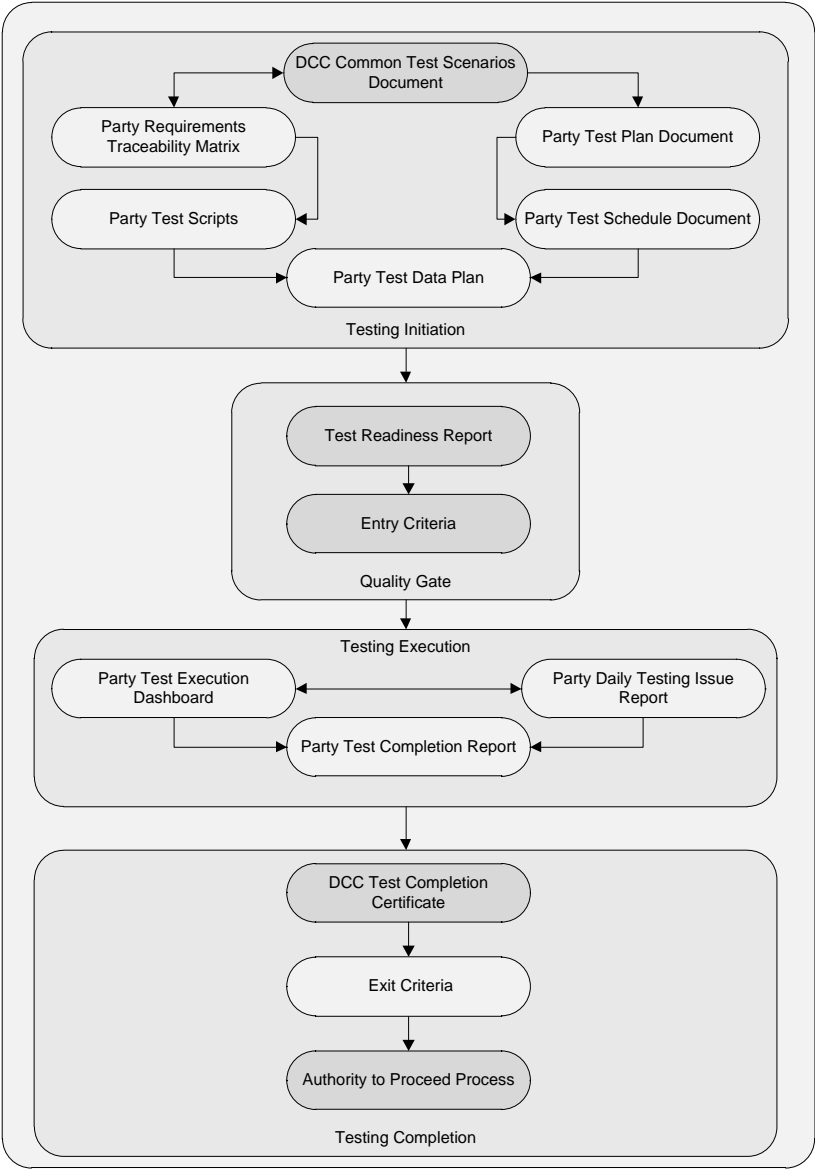 DCC Common Test Scenarios
Document
Party Requirements
Traceability Matrix
Party Test Plan Document
Party Test Scripts
Party Test Schedule Document
Party Test Data Plan
Testing Initiation
Test Readiness Report
Entry Criteria
Quality Gate
Testing Execution
Party Test Execution
Dashboard
Party Daily Testing Issue
Report
Party Test Completion Report
DCC Test Completion
Certificate
Exit Criteria
Authority to Proceed Process
Testing Completion